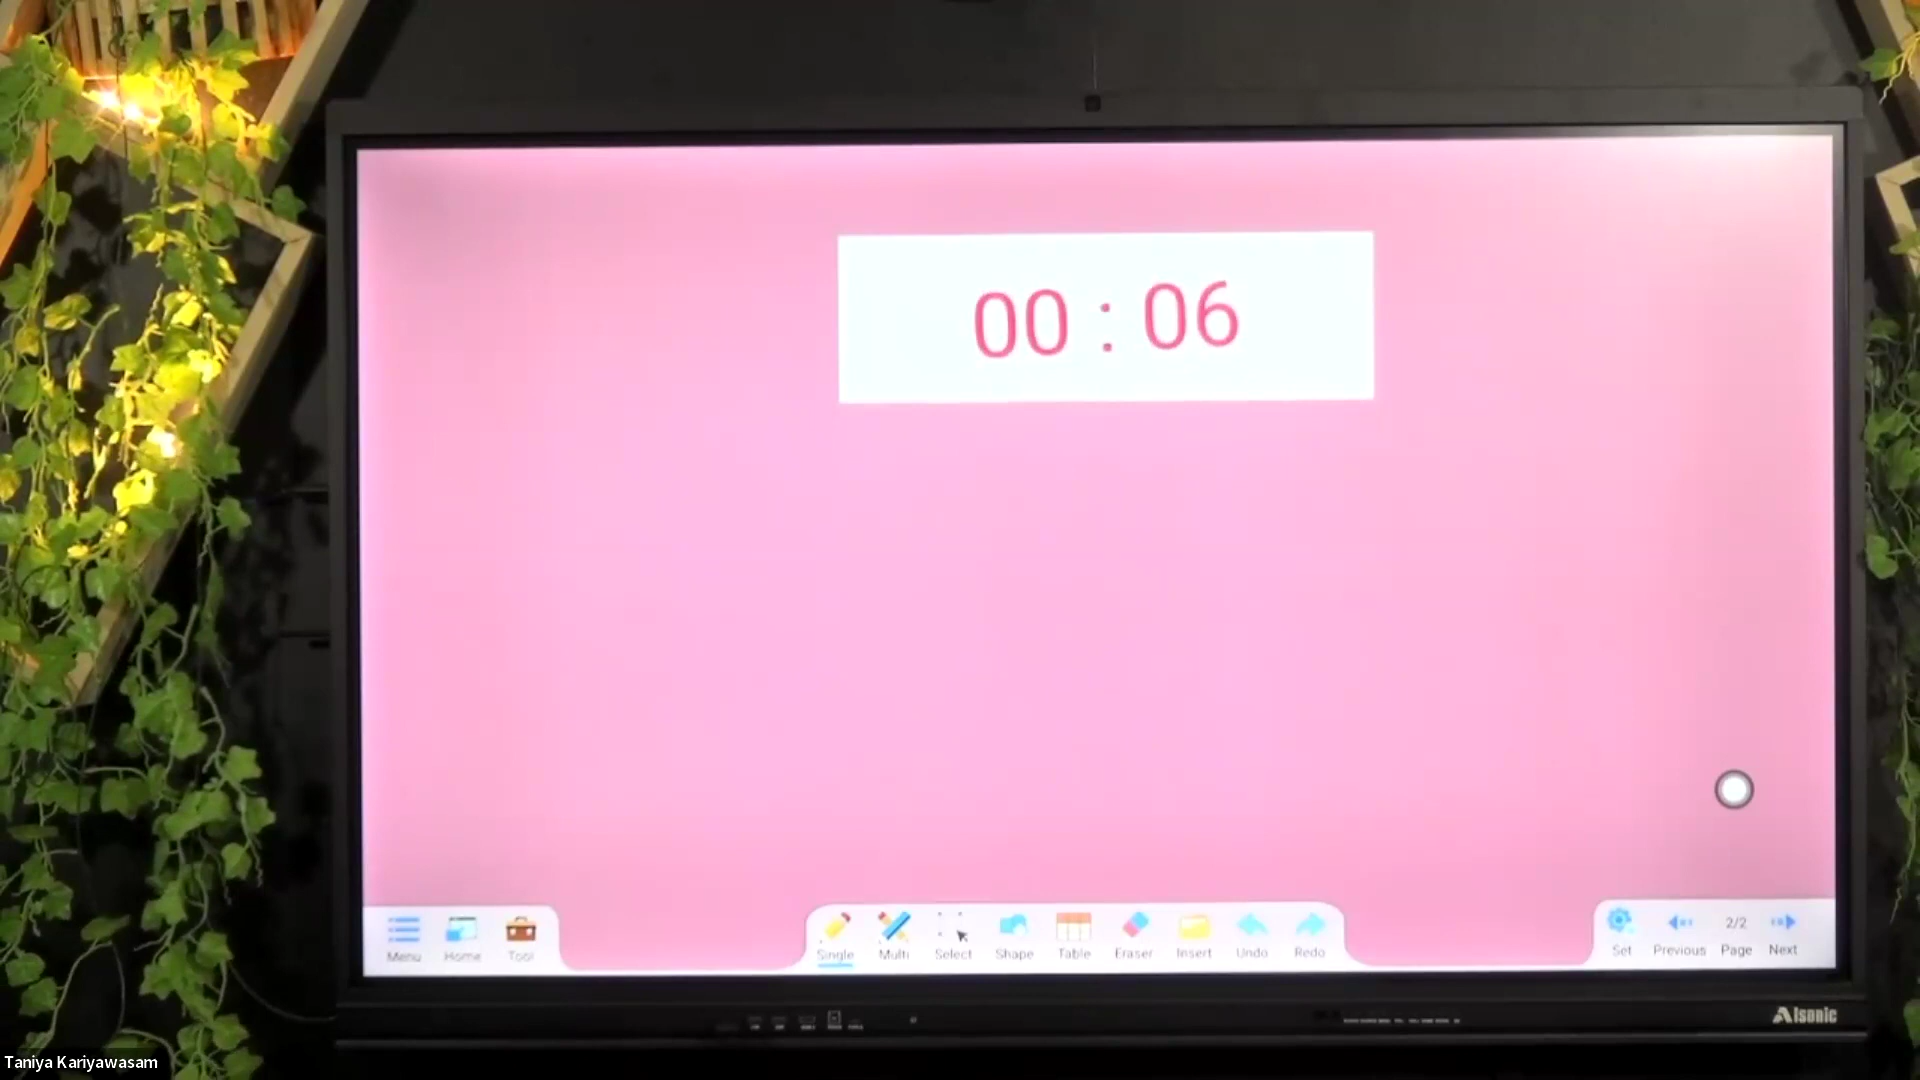 00 : 06
Menu Home Tool
Single Multi Select Shape Table Eraser Insert Undo Redo
2/2
Set Previous Page Next
Alsonic
Taniya Kariyawasam